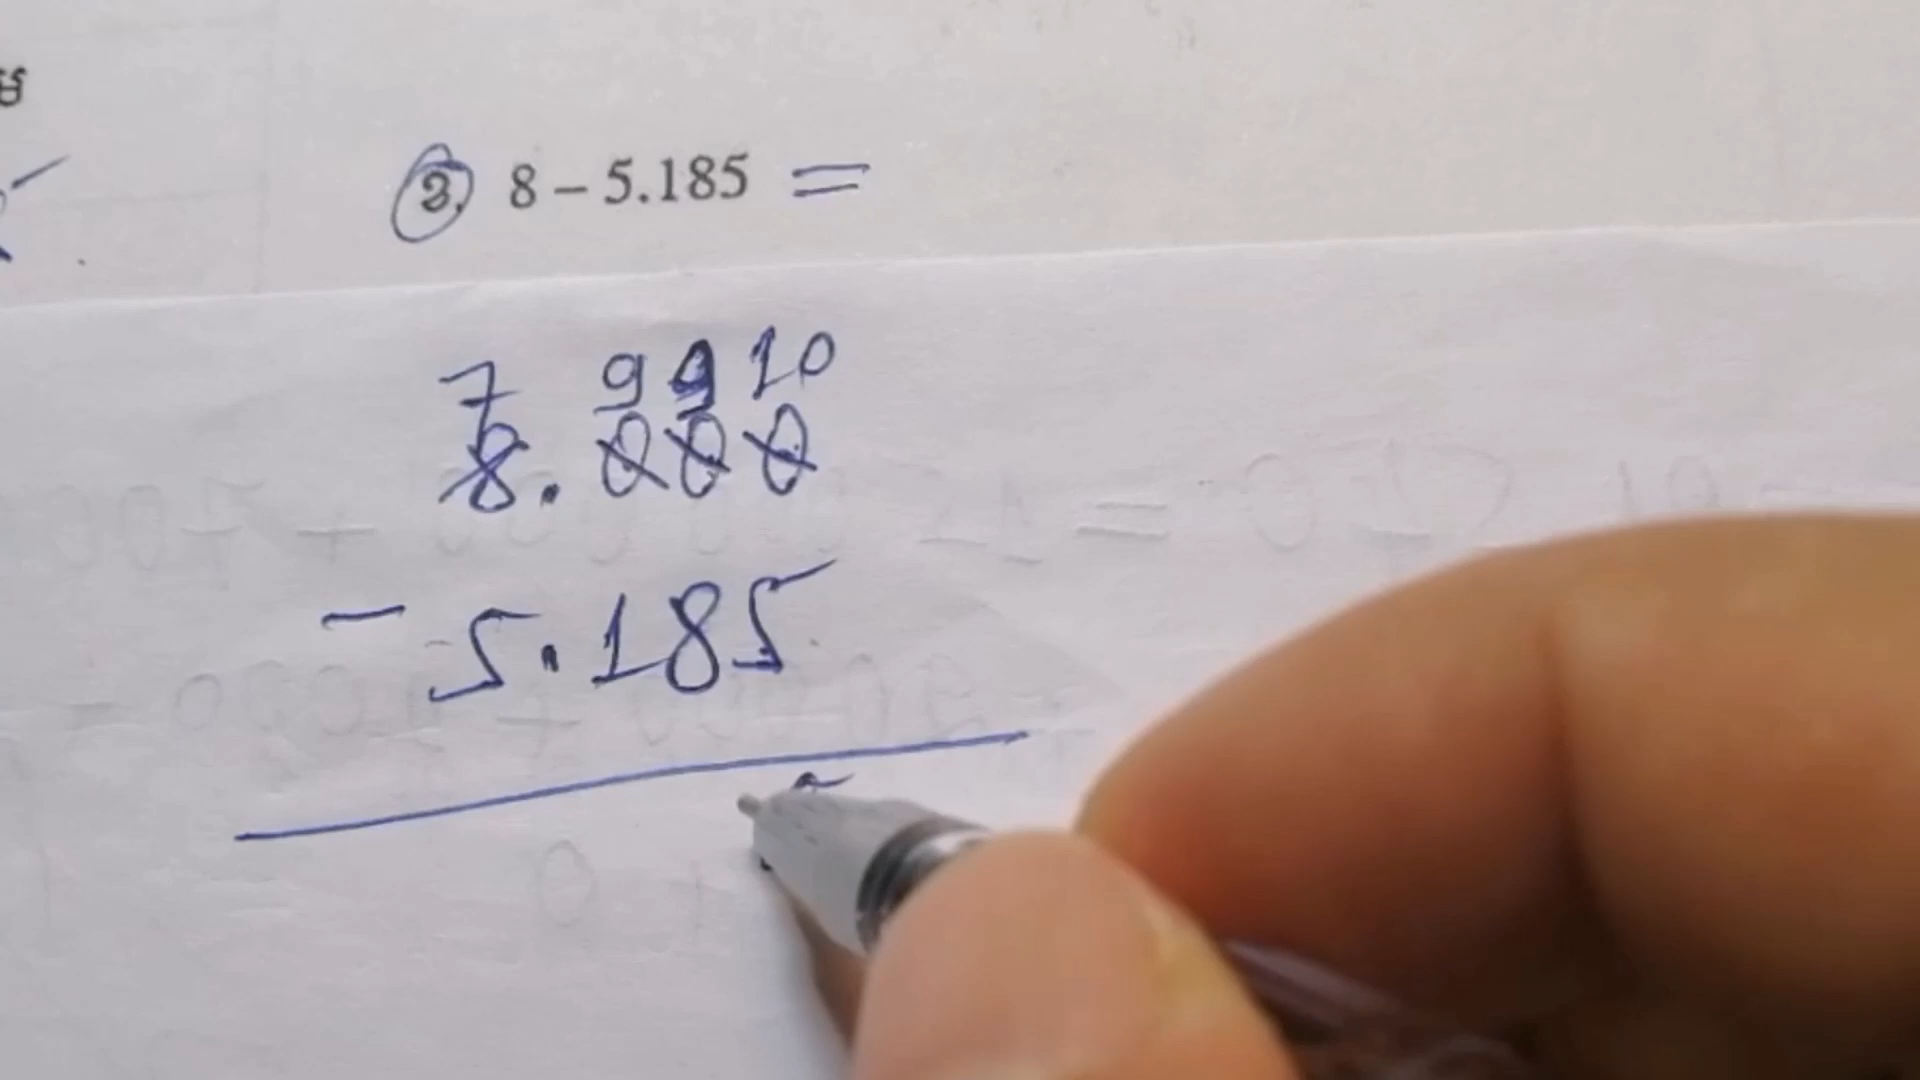 3. 8 – 5.185 =
7 9 9 10
8.000
– 5.185